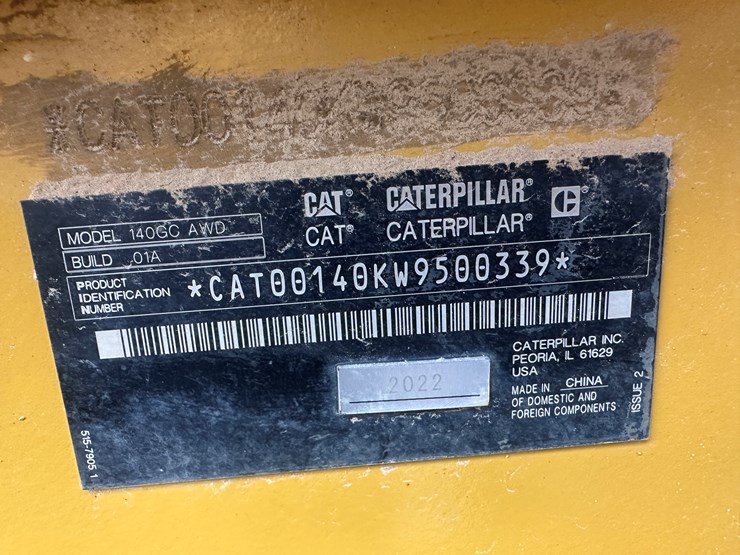 *CAT001
CAT® CATERPILLAR® C
CAT® CATERPILLAR®
MODEL 140GC AWD
BUILD 01A
PRODUCT IDENTIFICATION NUMBER *CAT00140KW9500339*
CATERPILLAR INC.
PEORIA, IL 61629
USA
2022
MADE IN CHINA
OF DOMESTIC AND
FOREIGN COMPONENTS
ISSUE 2
515-7905 1